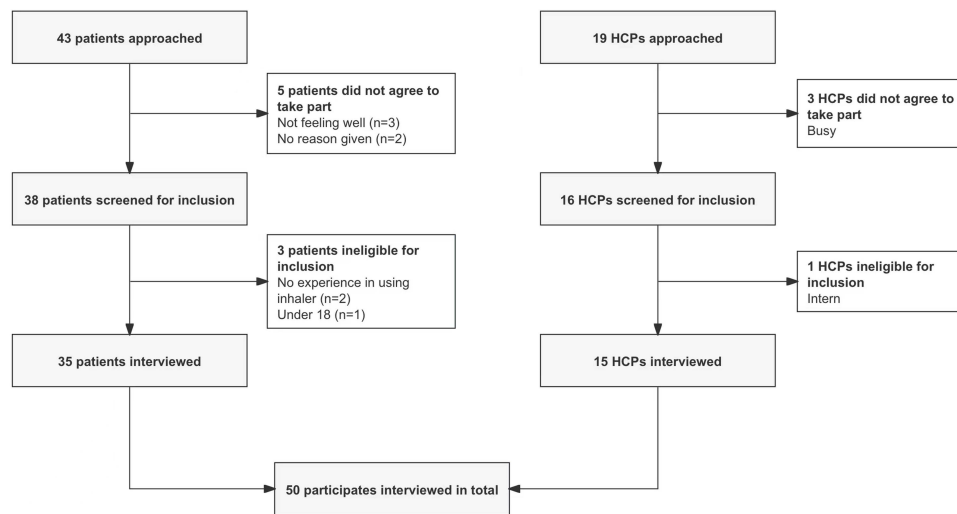 43 patients approached
19 HCPs approached
5 patients did not agree to
take part
Not feeling well (n=3)
No reason given (n=2)
3 HCPs did not agree to
take part
Busy
38 patients screened for inclusion
16 HCPs screened for inclusion
3 patients ineligible for
inclusion
No experience in using
inhaler (n=2)
Under 18 (n=1)
1 HCPs ineligible for
inclusion
Intern
35 patients interviewed
15 HCPs interviewed
50 participates interviewed in total